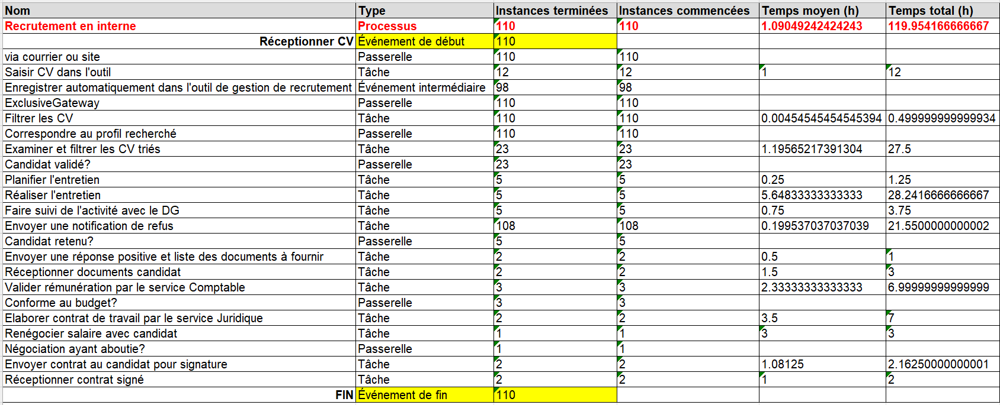 Nom Type Instances terminées Instances commencées Temps moyen (h) Temps total (h)
Recrutement en interne Processus 110 110 1.09049242424243 119.954166666667
Réceptionner CV Événement de début 110
via courrier ou site Passerelle 110 110
Saisir CV dans l'outil Tâche 12 12 1 12
Enregistrer automatiquement dans l'outil de gestion de recrutement Événement intermédiaire 98 98
ExclusiveGateway Passerelle 110 110
Filtrer les CV Tâche 110 110 0.00454545454545394 0.499999999999934
Correspondre au profil recherché Passerelle 110 110
Examiner et filtrer les CV triés Tâche 23 23 1.19565217391304 27.5
Candidat validé? Passerelle 23 23
Planifier l'entretien Tâche 5 5 0.25 1.25
Réaliser l'entretien Tâche 5 5 5.64833333333333 28.2416666666667
Faire suivi de l'activité avec le DG Tâche 5 5 0.75 3.75
Envoyer une notification de refus Tâche 108 108 0.199537037037039 21.5500000000002
Candidat retenu? Passerelle 5 5
Envoyer une réponse positive et liste des documents à fournir Tâche 2 2 0.5 1
Réceptionner documents candidat Tâche 2 2 1.5 3
Valider rémunération par le service Comptable Tâche 3 3 2.33333333333333 6.99999999999999
Conforme au budget? Passerelle 3 3
Elaborer contrat de travail par le service Juridique Tâche 2 2 3.5 7
Renégocier salaire avec candidat Tâche 1 1 3 3
Négociation ayant aboutie? Passerelle 1 1
Envoyer contrat au candidat pour signature Tâche 2 2 1.08125 2.16250000000001
Réceptionner contrat signé Tâche 2 2 1 2
FIN Événement de fin 110